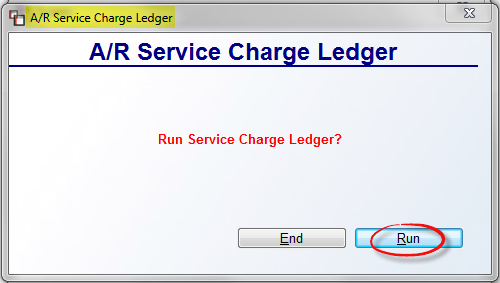 A/R Service Charge Ledger
A/R Service Charge Ledger
Run Service Charge Ledger?
End Run